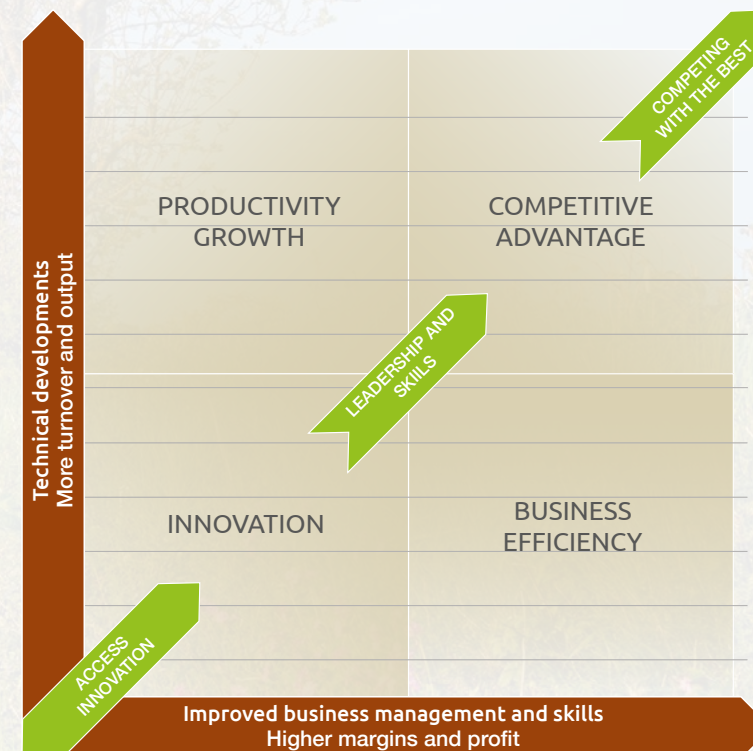 COMPETING
WITH THE BEST
PRODUCTIVITY
GROWTH
COMPETITIVE
ADVANTAGE
Technical developments
More turnover and output
LEADERSHIP AND
SKIILS
INNOVATION
BUSINESS
EFFICIENCY
ACCESS
INNOVATION
Improved business management and skills
Higher margins and profit